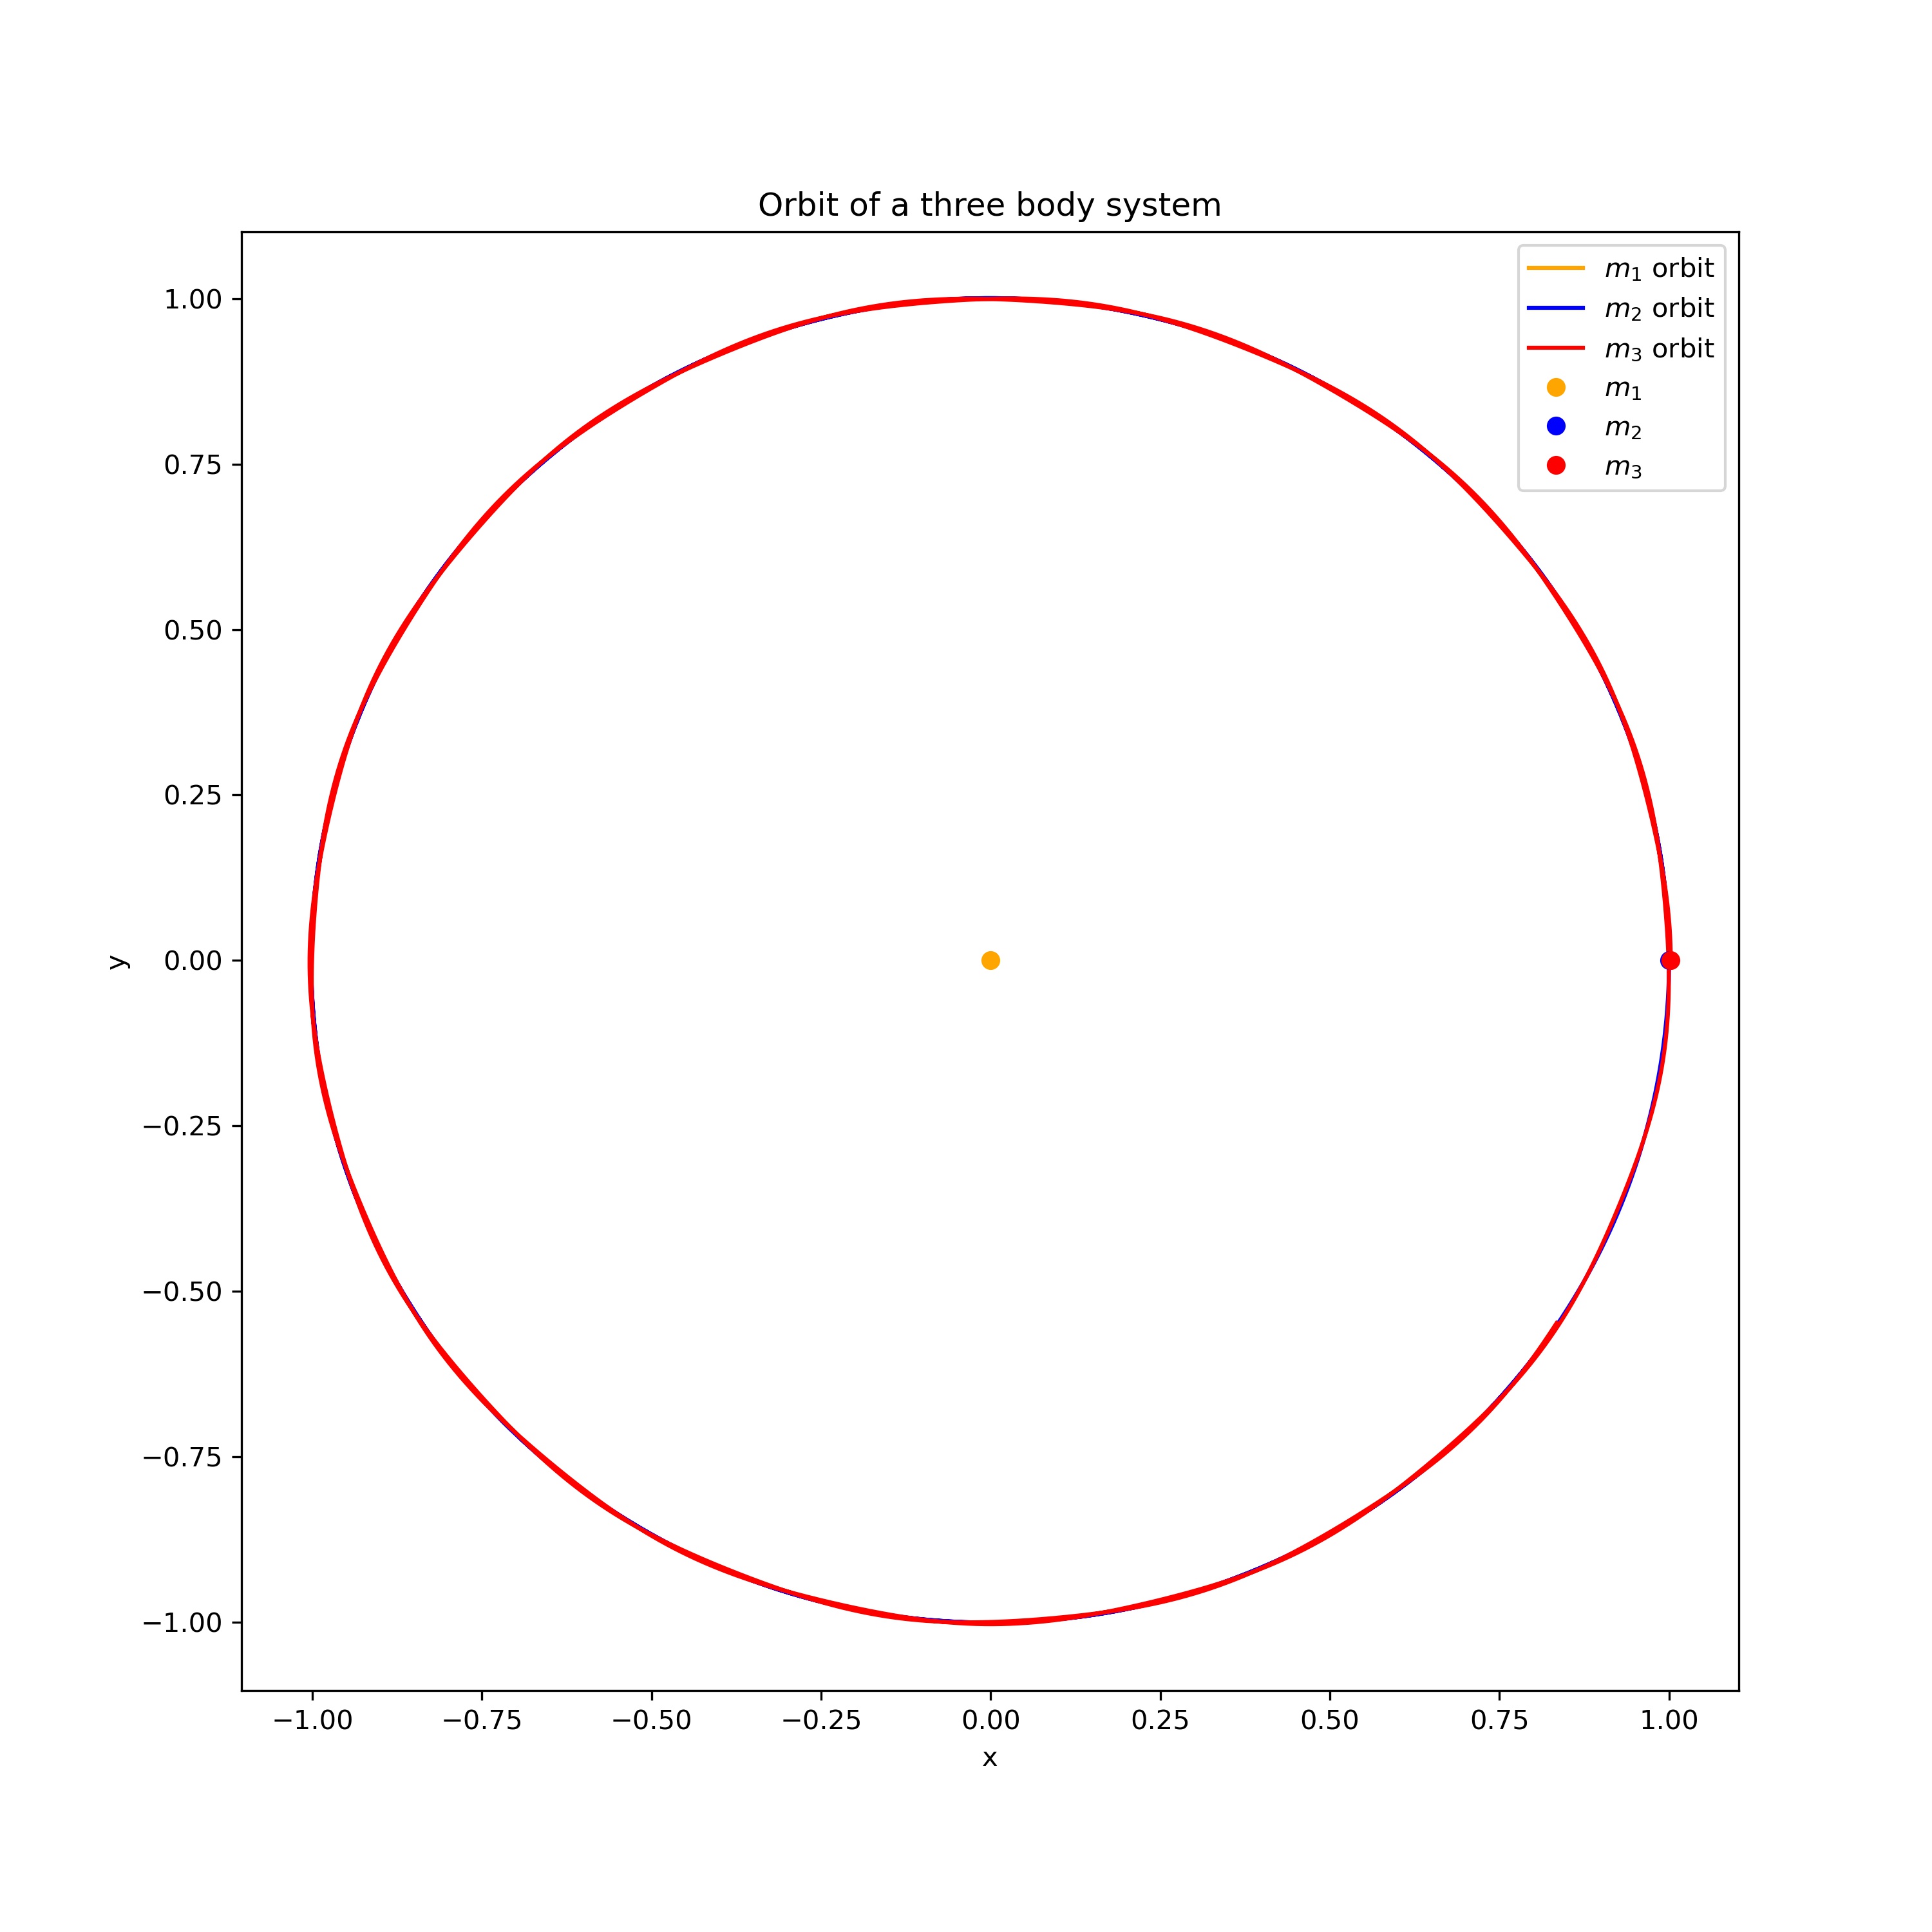 Orbit of a three body system
m₁ orbit
m₂ orbit
m₃ orbit
m₁
m₂
m₃
1.00
0.75
0.50
0.25
0.00
−0.25
−0.50
−0.75
−1.00
y
−1.00 −0.75 −0.50 −0.25 0.00 0.25 0.50 0.75 1.00
x